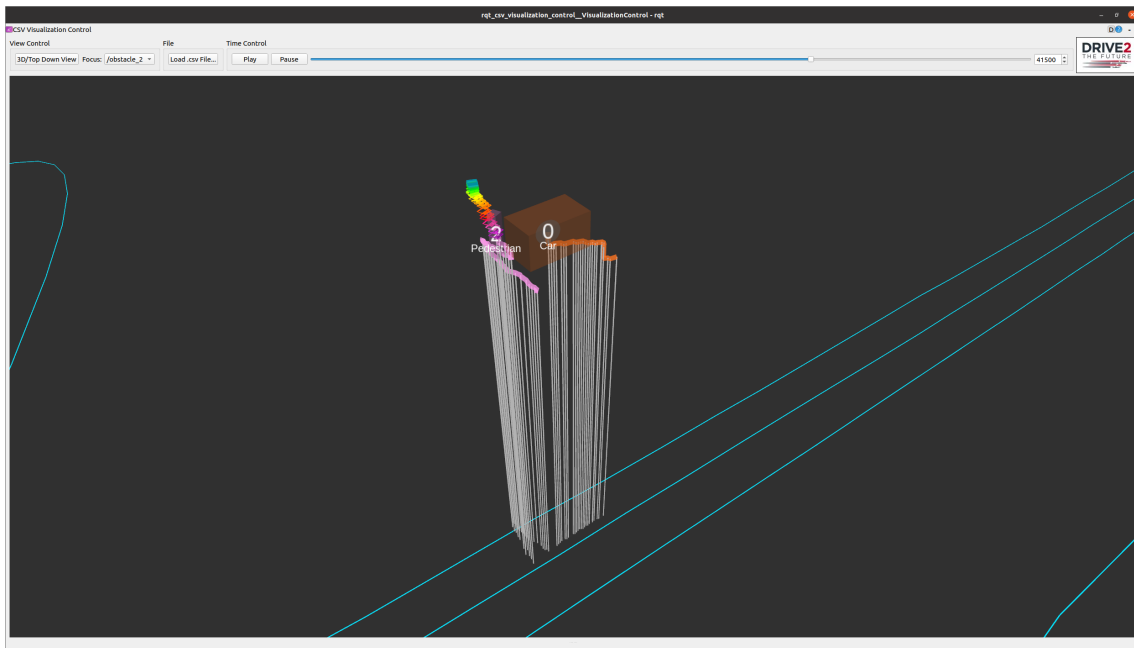 rqt_csv_visualization_control__VisualizationControl - rqt
CSV Visualization Control
D
View Control
File
Time Control
3D/Top Down View Focus: /obstacle_2 Load .csv File... Play Pause 41500
DRIVE2
THE FUTURE
2
Pedestrian
0
Car